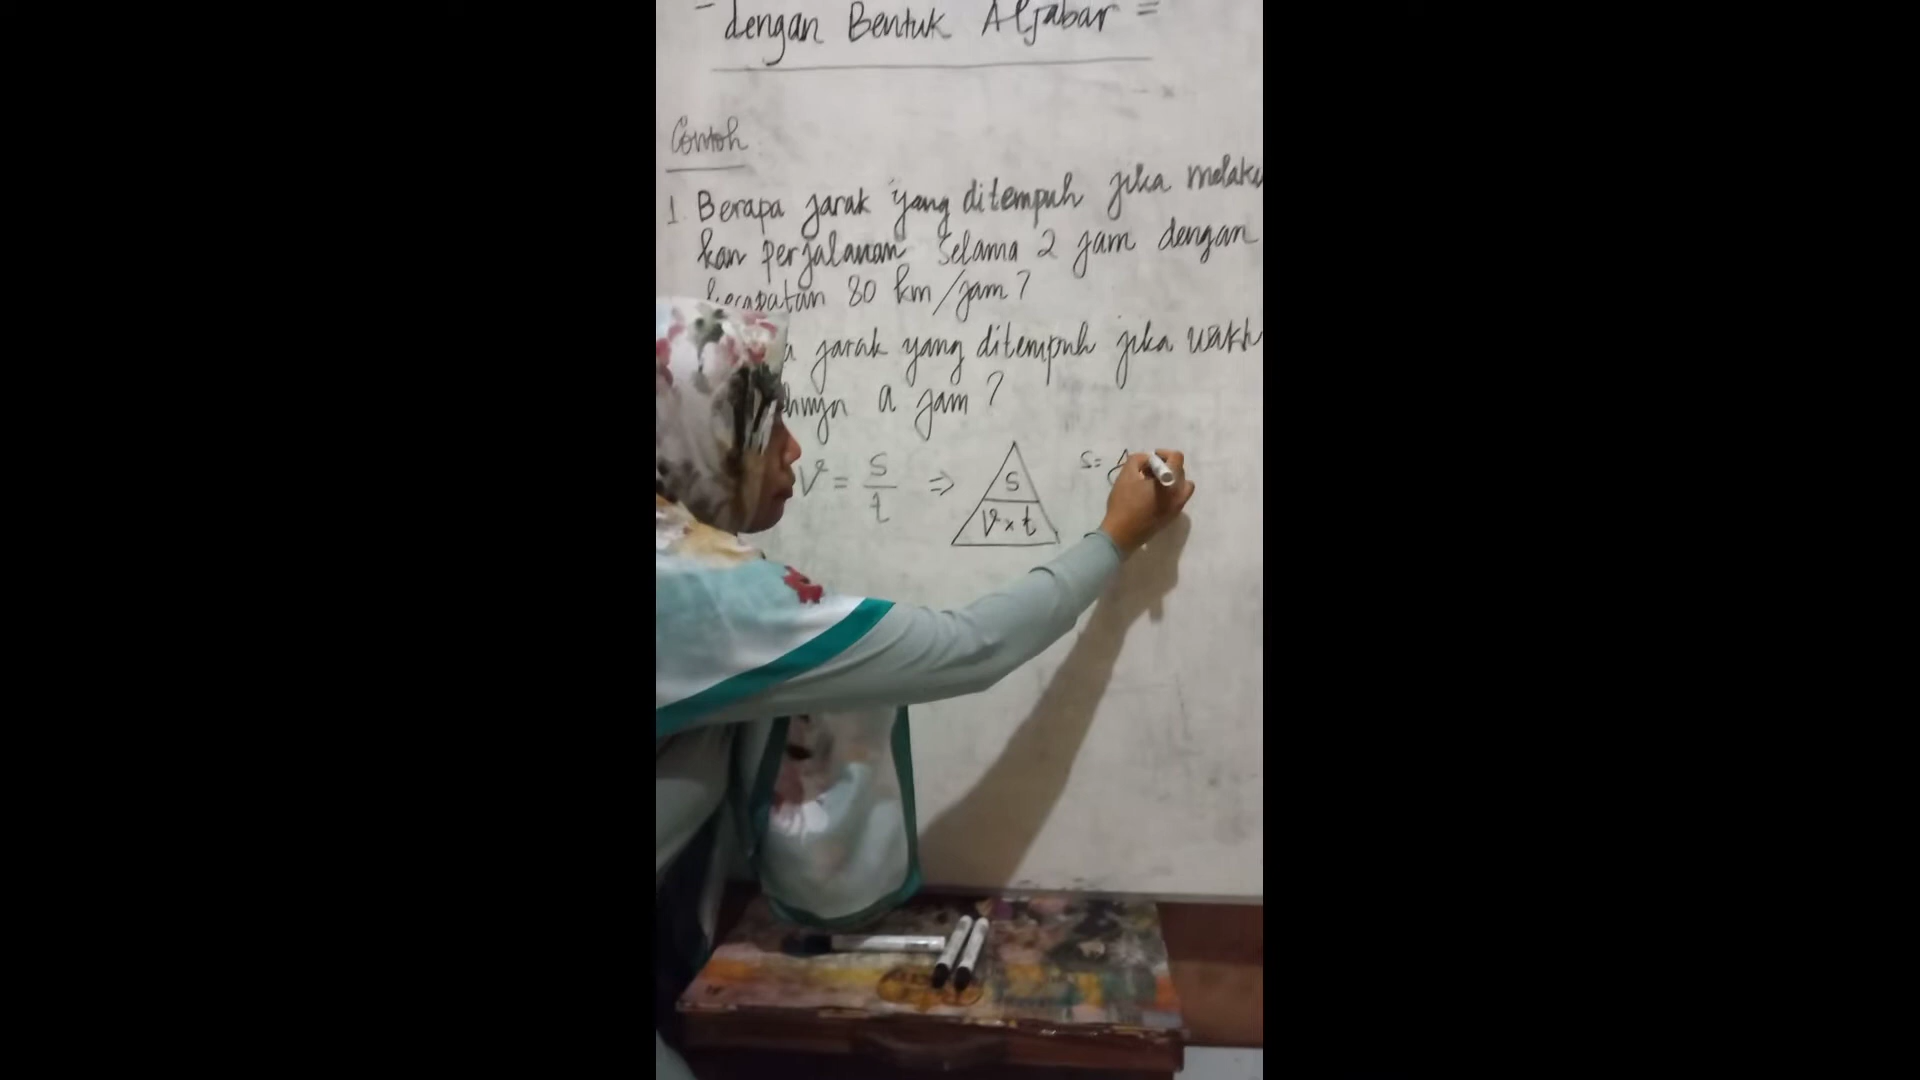 dengan Bentuk Aljabar =
Contoh
1. Berapa jarak yang ditempuh jika melaku
kan perjalanan selama 2 jam dengan
kecepatan 80 km/jam?
jarak yang ditempuh jika
a jam?
V = s/t ⇒
s
V x t
s=